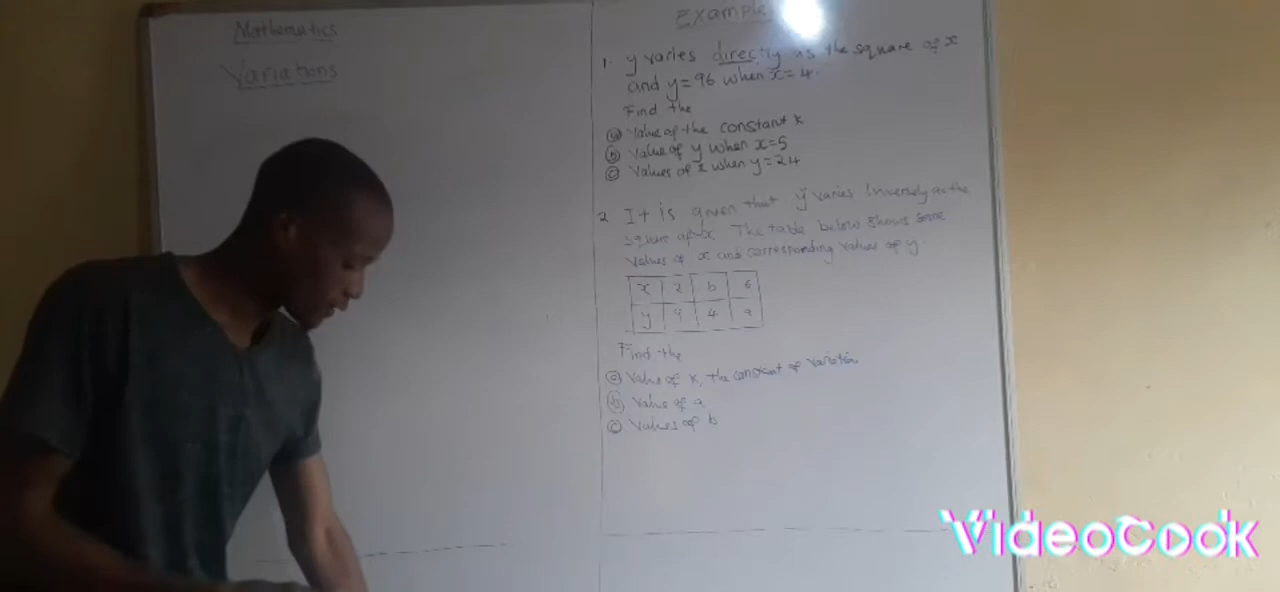 Mathematics
Variations
Example
1. y varies directly as the square of x
and y = 96 when x = 4.
Find the
(a) Value of the constant k
(b) Value of y when x=5
(c) Values of x when y=24
2 It is given that y varies inversely as the
square of x The table below shows some
values of x and corresponding values of y.
x 2 b 6
y 9 4 a
Find the
(a) Value of k, the constant of variation
(b) Value of a
(c) Values of b
VideoCook